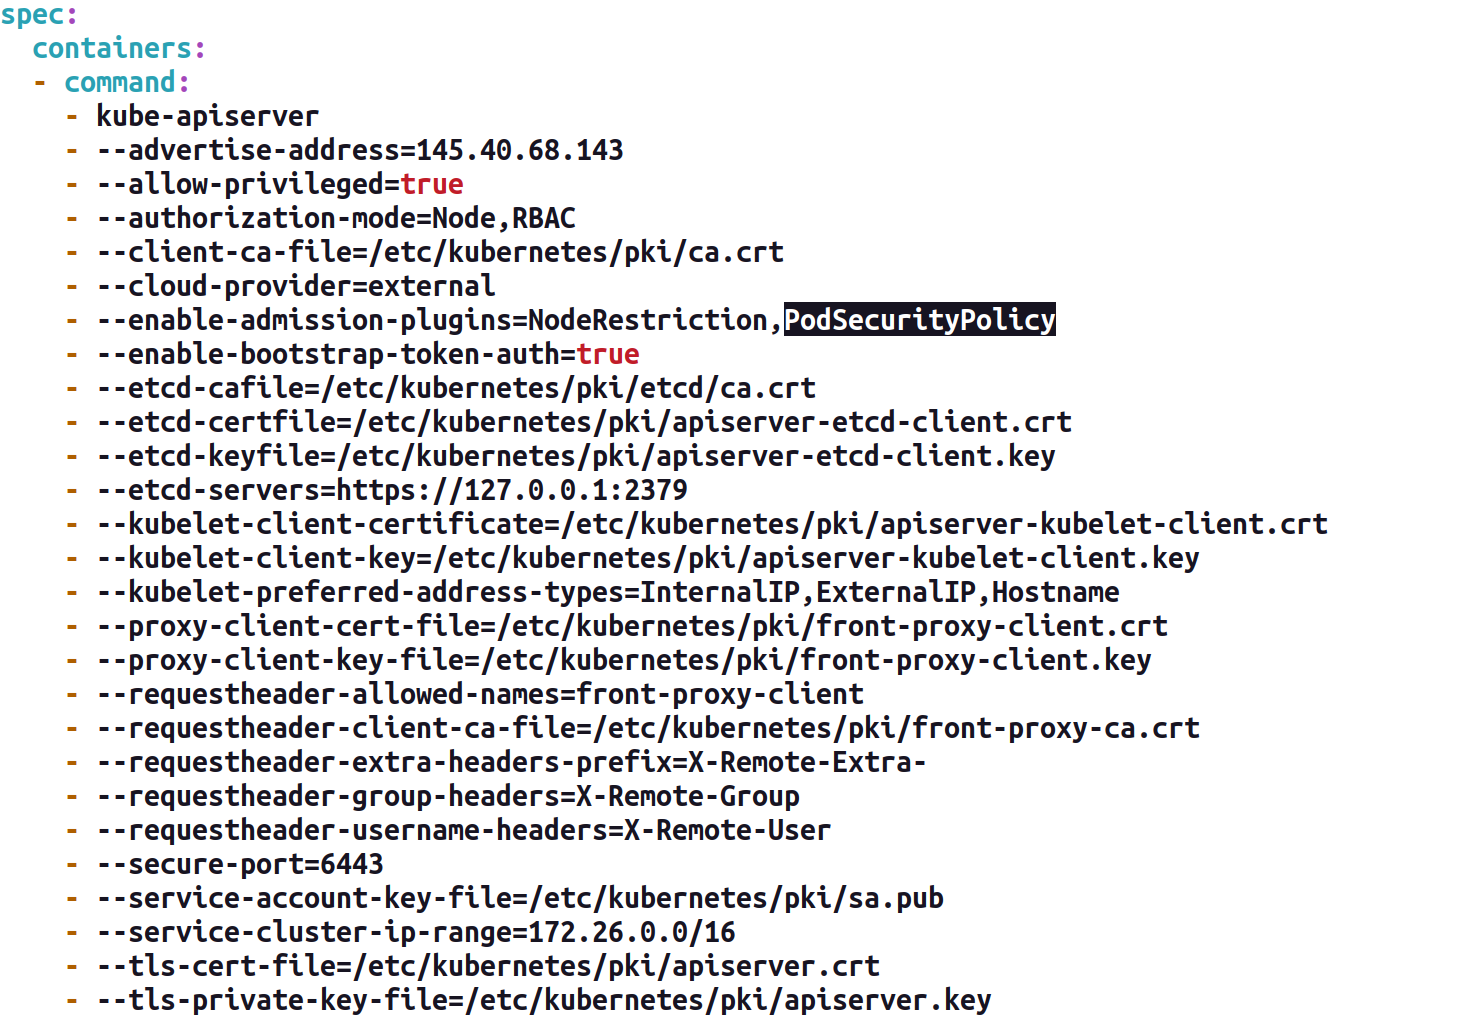 spec:
  containers:
  - command:
    - kube-apiserver
    - --advertise-address=145.40.68.143
    - --allow-privileged=true
    - --authorization-mode=Node,RBAC
    - --client-ca-file=/etc/kubernetes/pki/ca.crt
    - --cloud-provider=external
    - --enable-admission-plugins=NodeRestriction,PodSecurityPolicy
    - --enable-bootstrap-token-auth=true
    - --etcd-cafile=/etc/kubernetes/pki/etcd/ca.crt
    - --etcd-certfile=/etc/kubernetes/pki/apiserver-etcd-client.crt
    - --etcd-keyfile=/etc/kubernetes/pki/apiserver-etcd-client.key
    - --etcd-servers=https://127.0.0.1:2379
    - --kubelet-client-certificate=/etc/kubernetes/pki/apiserver-kubelet-client.crt
    - --kubelet-client-key=/etc/kubernetes/pki/apiserver-kubelet-client.key
    - --kubelet-preferred-address-types=InternalIP,ExternalIP,Hostname
    - --proxy-client-cert-file=/etc/kubernetes/pki/front-proxy-client.crt
    - --proxy-client-key-file=/etc/kubernetes/pki/front-proxy-client.key
    - --requestheader-allowed-names=front-proxy-client
    - --requestheader-client-ca-file=/etc/kubernetes/pki/front-proxy-ca.crt
    - --requestheader-extra-headers-prefix=X-Remote-Extra-
    - --requestheader-group-headers=X-Remote-Group
    - --requestheader-username-headers=X-Remote-User
    - --secure-port=6443
    - --service-account-key-file=/etc/kubernetes/pki/sa.pub
    - --service-cluster-ip-range=172.26.0.0/16
    - --tls-cert-file=/etc/kubernetes/pki/apiserver.crt
    - --tls-private-key-file=/etc/kubernetes/pki/apiserver.key